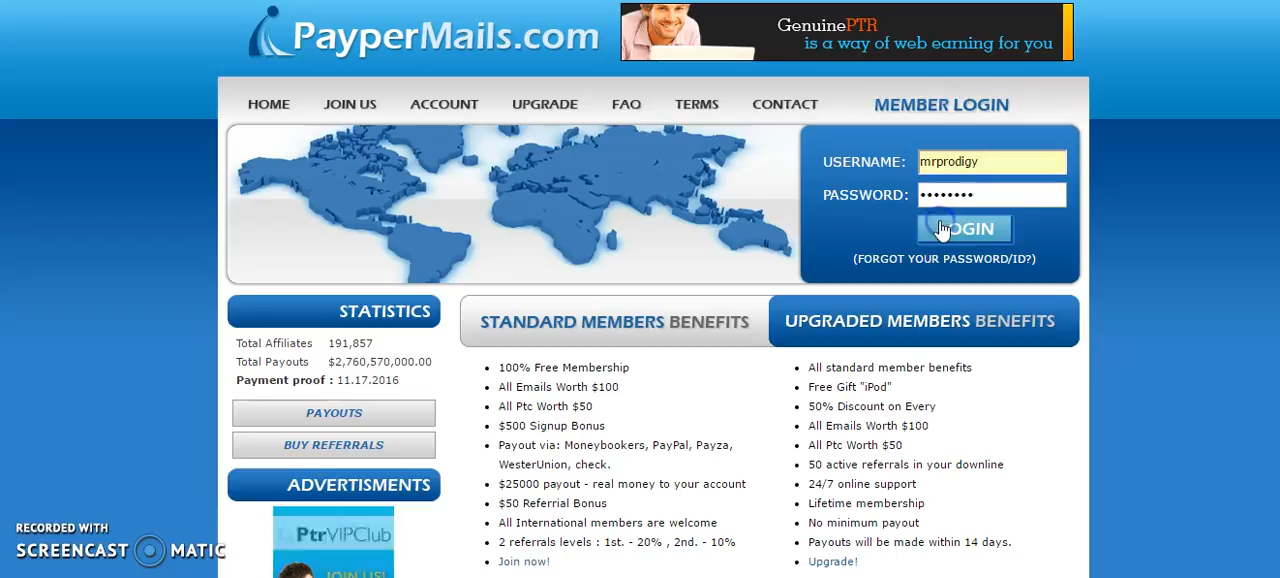 PayperMails.com
GenuinePTR
is a way of web earning for you
HOME JOIN US ACCOUNT UPGRADE FAQ TERMS CONTACT MEMBER LOGIN
USERNAME: mrprodigy
PASSWORD: ••••••••
LOGIN
(FORGOT YOUR PASSWORD/ID?)
STATISTICS
Total Affiliates 191,857
Total Payouts $2,760,570,000.00
Payment proof : 11.17.2016
PAYOUTS
BUY REFERRALS
ADVERTISMENTS
PtrVIPClub
JOIN US!
STANDARD MEMBERS BENEFITS
• 100% Free Membership
• All Emails Worth $100
• All Ptc Worth $50
• $500 Signup Bonus
• Payout via: Moneybookers, PayPal, Payza,
WesterUnion, check.
• $25000 payout - real money to your account
• $50 Referrial Bonus
• All International members are welcome
• 2 referrals levels : 1st. - 20% , 2nd. - 10%
• Join now!
UPGRADED MEMBERS BENEFITS
• All standard member benefits
• Free Gift "iPod"
• 50% Discount on Every
• All Emails Worth $100
• All Ptc Worth $50
• 50 active referrals in your downline
• 24/7 online support
• Lifetime membership
• No minimum payout
• Payouts will be made within 14 days.
• Upgrade!
RECORDED WITH
SCREENCAST MATIC